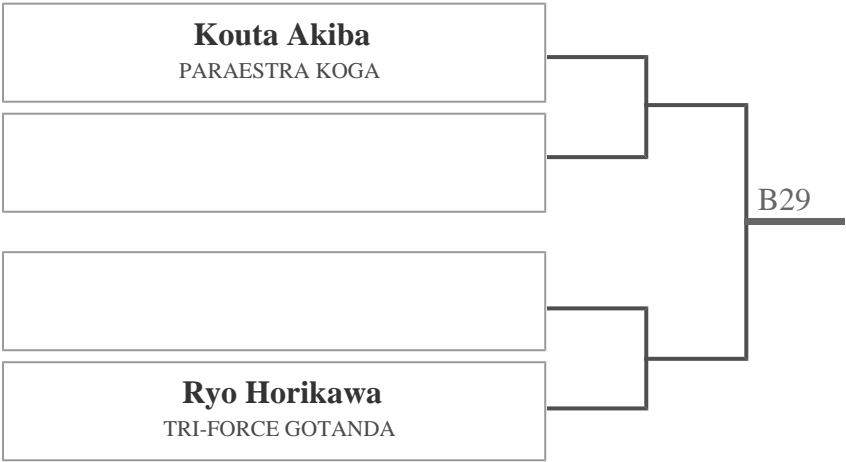 Kouta Akiba
PARAESTRA KOGA
B29
Ryo Horikawa
TRI-FORCE GOTANDA